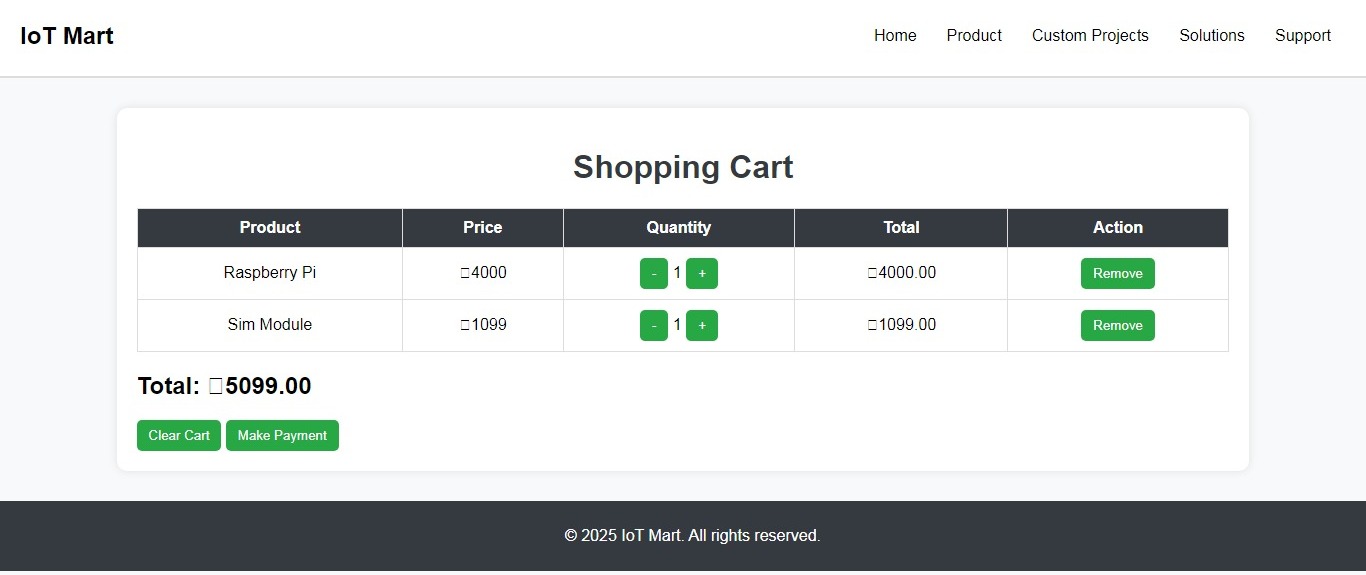 IoT Mart
Home Product Custom Projects Solutions Support
Shopping Cart
Product Price Quantity Total Action
Raspberry Pi □4000 - 1 + □4000.00 Remove
Sim Module □1099 - 1 + □1099.00 Remove
Total: □5099.00
Clear Cart Make Payment
© 2025 IoT Mart. All rights reserved.